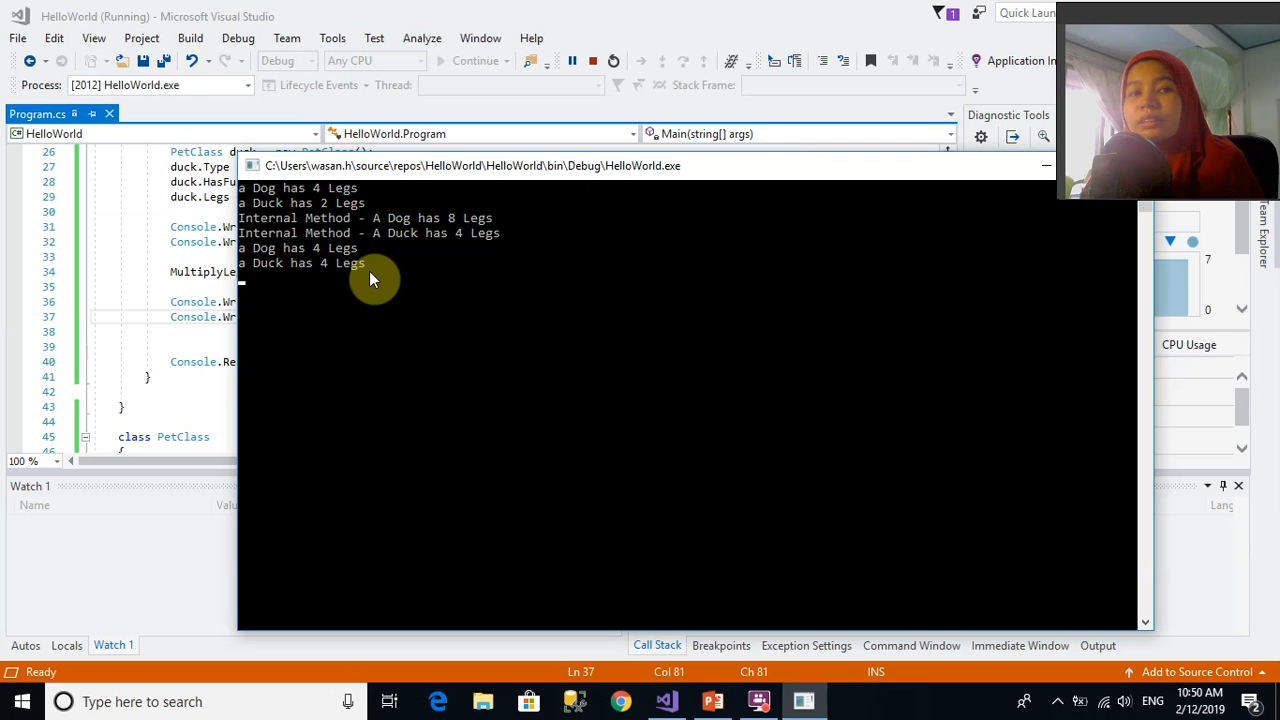 HelloWorld (Running) - Microsoft Visual Studio
1
Quick Laun
File Edit View Project Build Debug Team Tools Test Analyze Window Help
Debug Any CPU Continue Application In
Process: [2012] HelloWorld.exe Lifecycle Events Thread: Stack Frame:
Program.cs
HelloWorld HelloWorld.Program Main(string[] args)
Diagnostic Tools
C:\Users\wasan.h\source\repos\HelloWorld\HelloWorld\bin\Debug\HelloWorld.exe
a Dog has 4 Legs
a Duck has 2 Legs
Internal Method - A Dog has 8 Legs
Internal Method - A Duck has 4 Legs
a Dog has 4 Legs
a Duck has 4 Legs
26 PetClass duck = new PetClass();
27 duck.Type
28 duck.HasFu
29 duck.Legs
30
31 Console.Wr
32 Console.Wr
33
34 MultiplyLe
35
36 Console.Wr
37 Console.Wr
38
39
40 Console.Re
41 }
42
43 }
44
45 class PetClass
46 {
100 %
Team Explorer
7
0
CPU Usage
Watch 1
Name Valu Lang
Autos Locals Watch 1 Call Stack Breakpoints Exception Settings Command Window Immediate Window Output
Ready Ln 37 Col 81 Ch 81 INS Add to Source Control
Type here to search
ENG
10:50 AM
2/12/2019
2